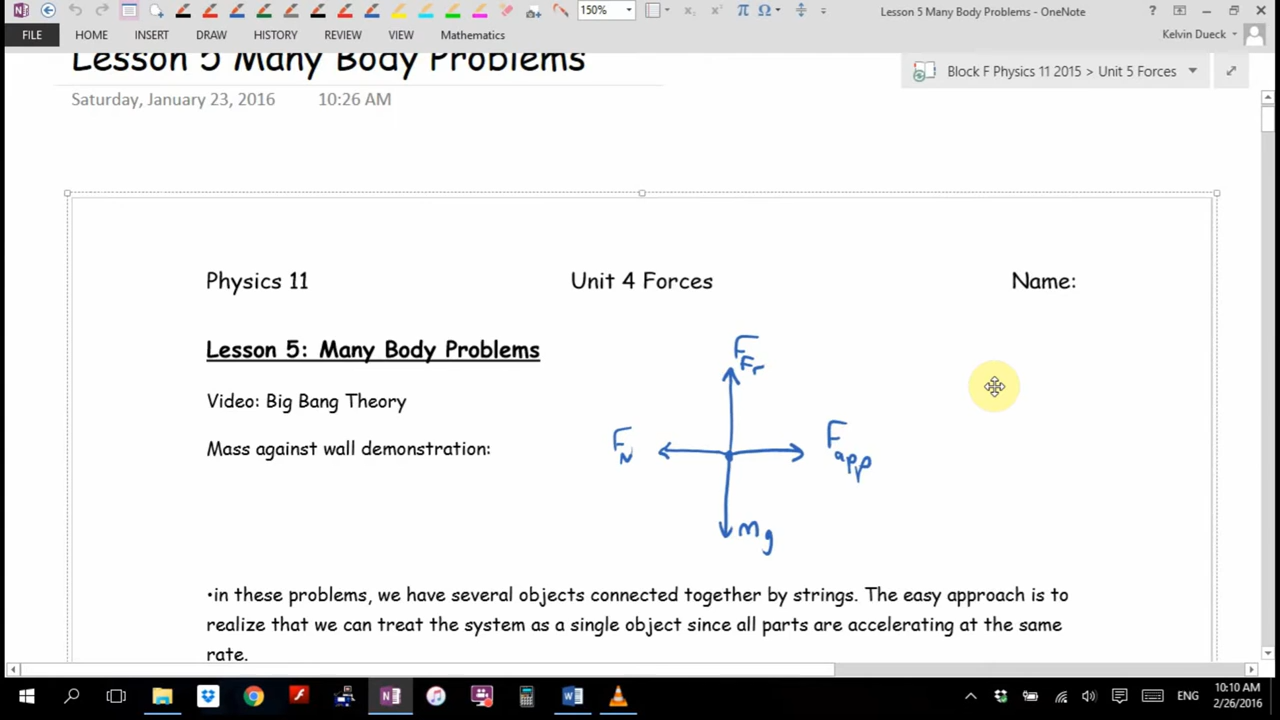 150%
Lesson 5 Many Body Problems - OneNote
FILE HOME INSERT DRAW HISTORY REVIEW VIEW Mathematics
Kelvin Dueck
Lesson 5 Many Body Problems
Block F Physics 11 2015 > Unit 5 Forces
Saturday, January 23, 2016 10:26 AM
Physics 11 Unit 4 Forces Name:
Lesson 5: Many Body Problems
Video: Big Bang Theory
Mass against wall demonstration:
F Fr
F N
F app
mg
•in these problems, we have several objects connected together by strings. The easy approach is to
realize that we can treat the system as a single object since all parts are accelerating at the same
rate.
ENG
10:10 AM
2/26/2016